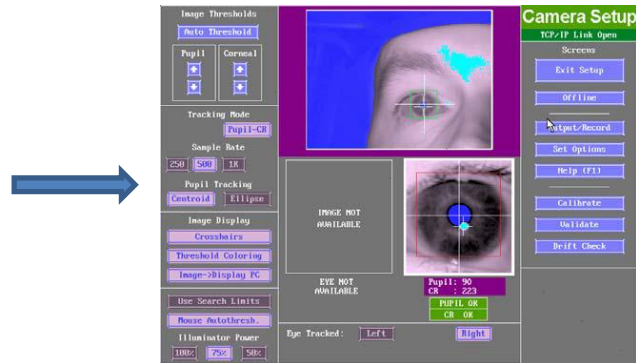 Image Thresholds
Auto Threshold
Pupil Corneal
Tracking Mode
Pupil-CR
Sample Rate
250 500 1K
Pupil Tracking
Centroid Ellipse
Image Display
Crosshairs
Threshold Coloring
Image->Display PC
Use Search Limits
Mouse Autothresh.
Illuminator Power
100% 75% 50%
IMAGE NOT
AVAILABLE
EYE NOT
AVAILABLE
Pupil: 90
CR : 223
PUPIL OK
CR OK
Eye Tracked: Left Right
Camera Setup
TCP/IP Link Open
Screens
Exit Setup
Offline
Output/Record
Set Options
Help (F1)
Calibrate
Validate
Drift Check